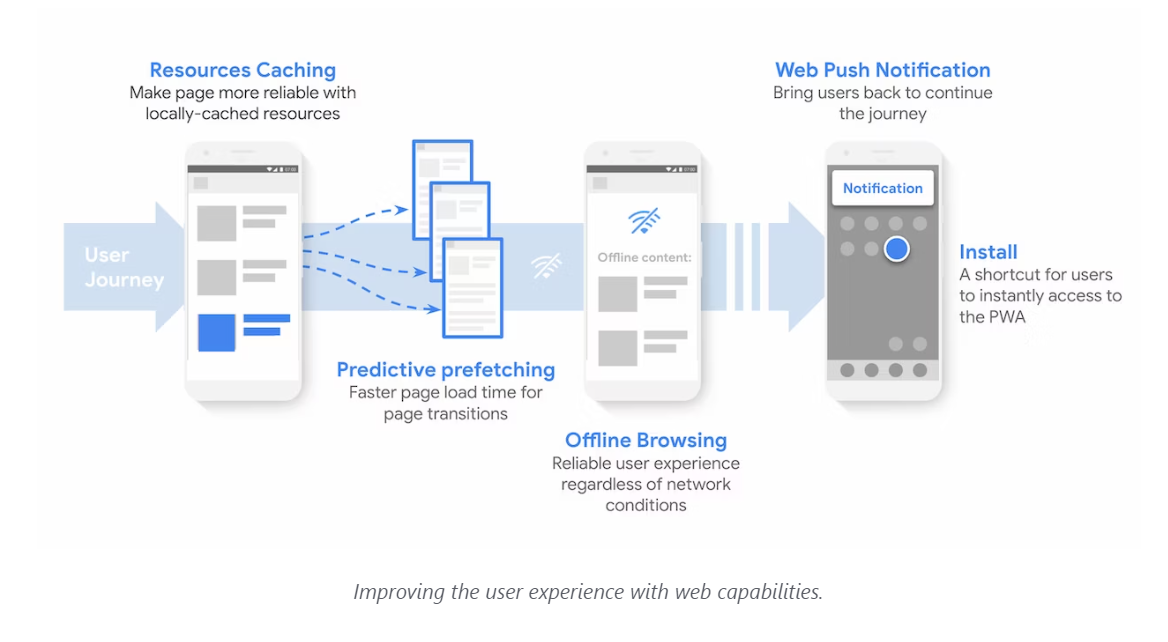 Resources Caching
Make page more reliable with
locally-cached resources
Web Push Notification
Bring users back to continue
the journey
User
Journey
Offline content:
Notification
Install
A shortcut for users
to instantly access to
the PWA
Predictive prefetching
Faster page load time for
page transitions
Offline Browsing
Reliable user experience
regardless of network
conditions
Improving the user experience with web capabilities.